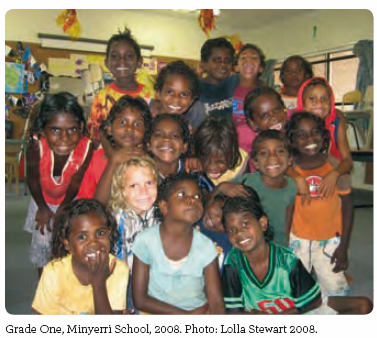 Grade One, Minyerri School, 2008. Photo: Lolla Stewart 2008.